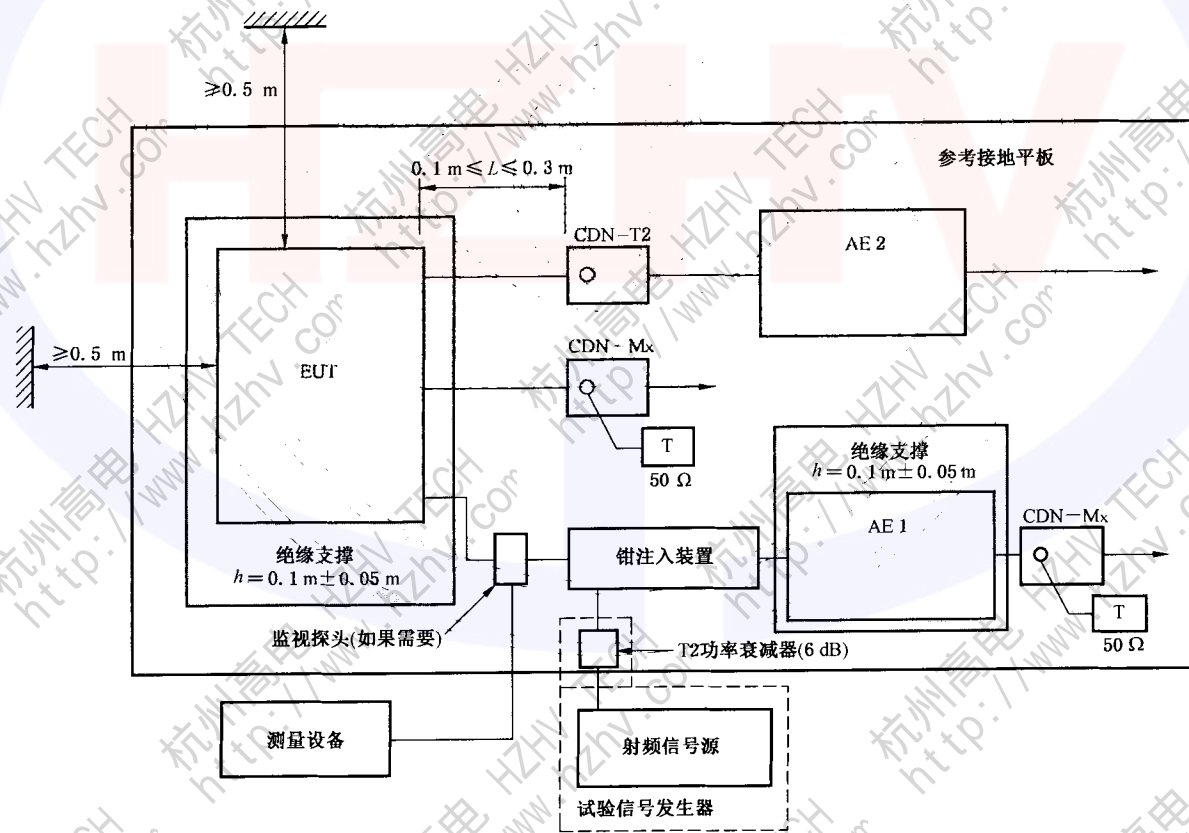 ≥0.5 m
参考接地平板
0.1 m≤L≤0.3 m
CDN-T2
AE 2
≥0.5 m
EUT
CDN-Mx
T
50 Ω
绝缘支撑
h=0.1 m±0.05 m
AE 1
CDN-Mx
T
50 Ω
钳注入装置
绝缘支撑
h=0.1 m±0.05 m
监视探头(如果需要)
T2功率衰减器(6 dB)
测量设备
射频信号源
试验信号发生器
HZHV
杭州高电 HZHV TECH
http://www.hzhv.com